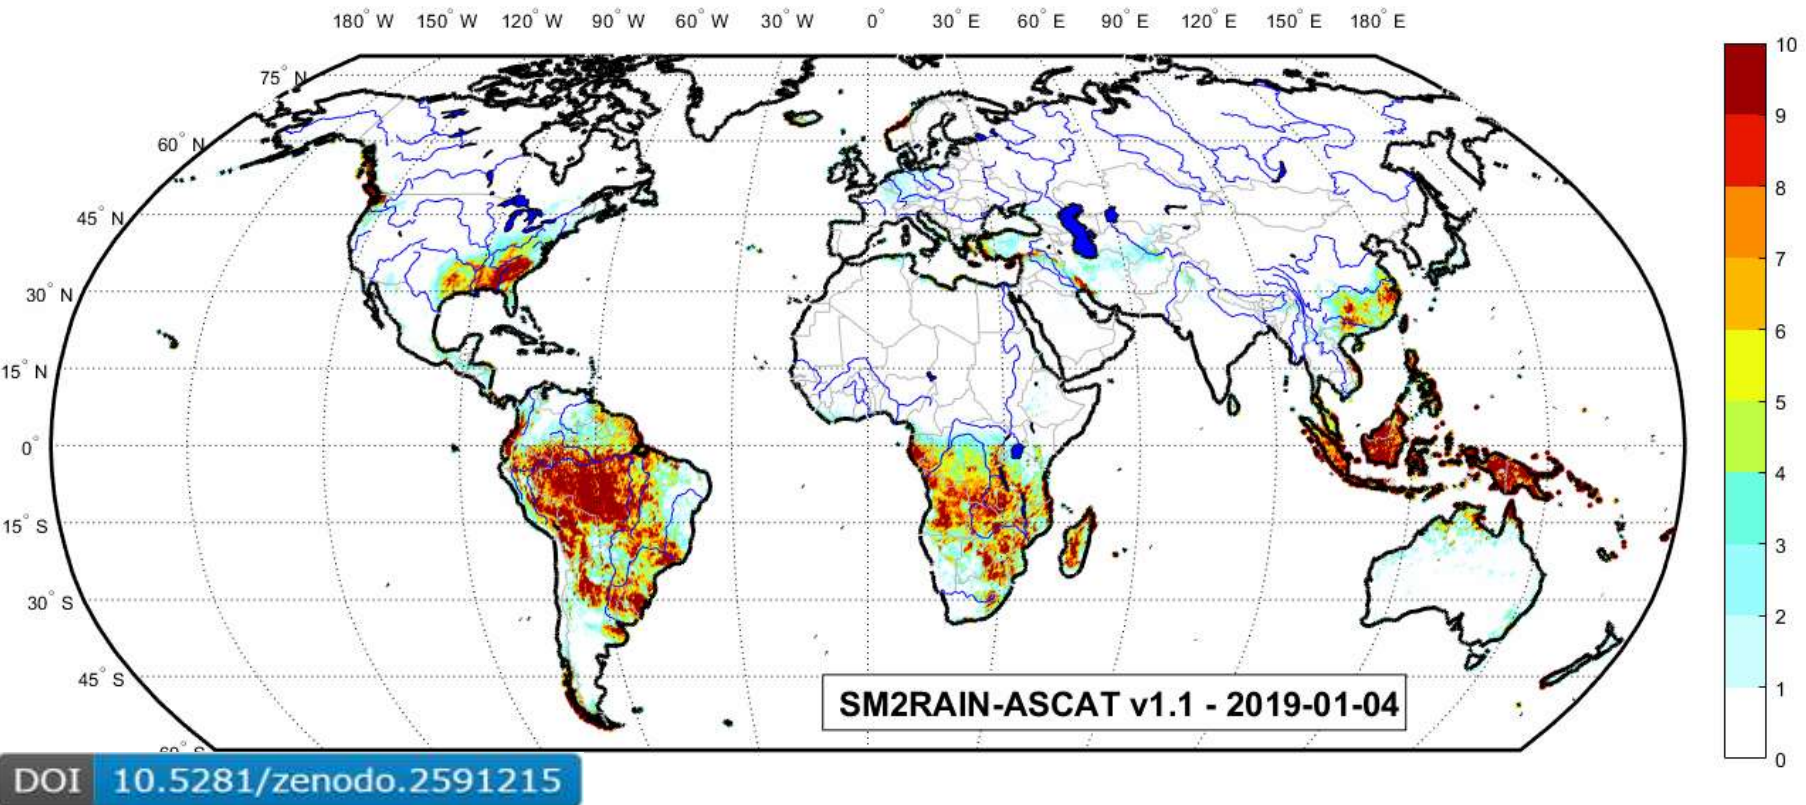 180° W 150° W 120° W 90° W 60° W 30° W 0° 30° E 60° E 90° E 120° E 150° E 180° E
75° N
60° N
45° N
30° N
15° N
0°
15° S
30° S
45° S
60° S
10
9
8
7
6
5
4
3
2
1
0
SM2RAIN-ASCAT v1.1 - 2019-01-04
DOI 10.5281/zenodo.2591215